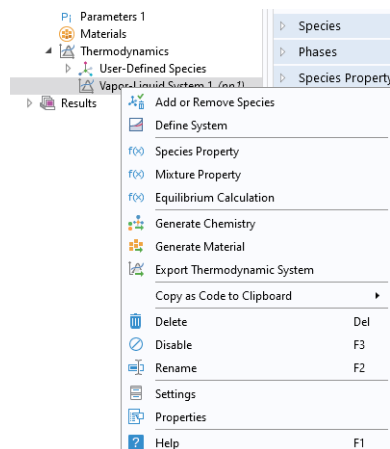 Pi Parameters 1
Materials
Thermodynamics
User-Defined Species
Vapor-Liquid System 1 (pp1)
Results
Species
Phases
Species Property
Add or Remove Species
Define System
f(x) Species Property
f(x) Mixture Property
f(x) Equilibrium Calculation
Generate Chemistry
Generate Material
Export Thermodynamic System
Copy as Code to Clipboard
Delete Del
Disable F3
Rename F2
Settings
Properties
? Help F1